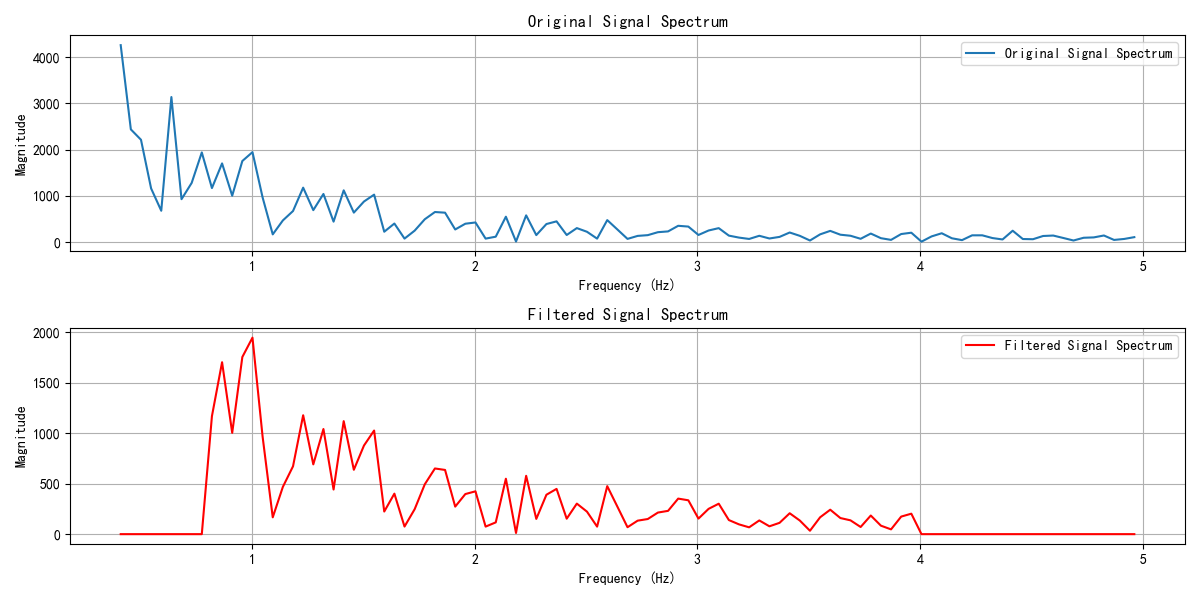 Original Signal Spectrum
Original Signal Spectrum
4000
3000
2000
1000
0
Magnitude
1 2 3 4 5
Frequency (Hz)
Filtered Signal Spectrum
Filtered Signal Spectrum
2000
1500
1000
500
0
Magnitude
1 2 3 4 5
Frequency (Hz)